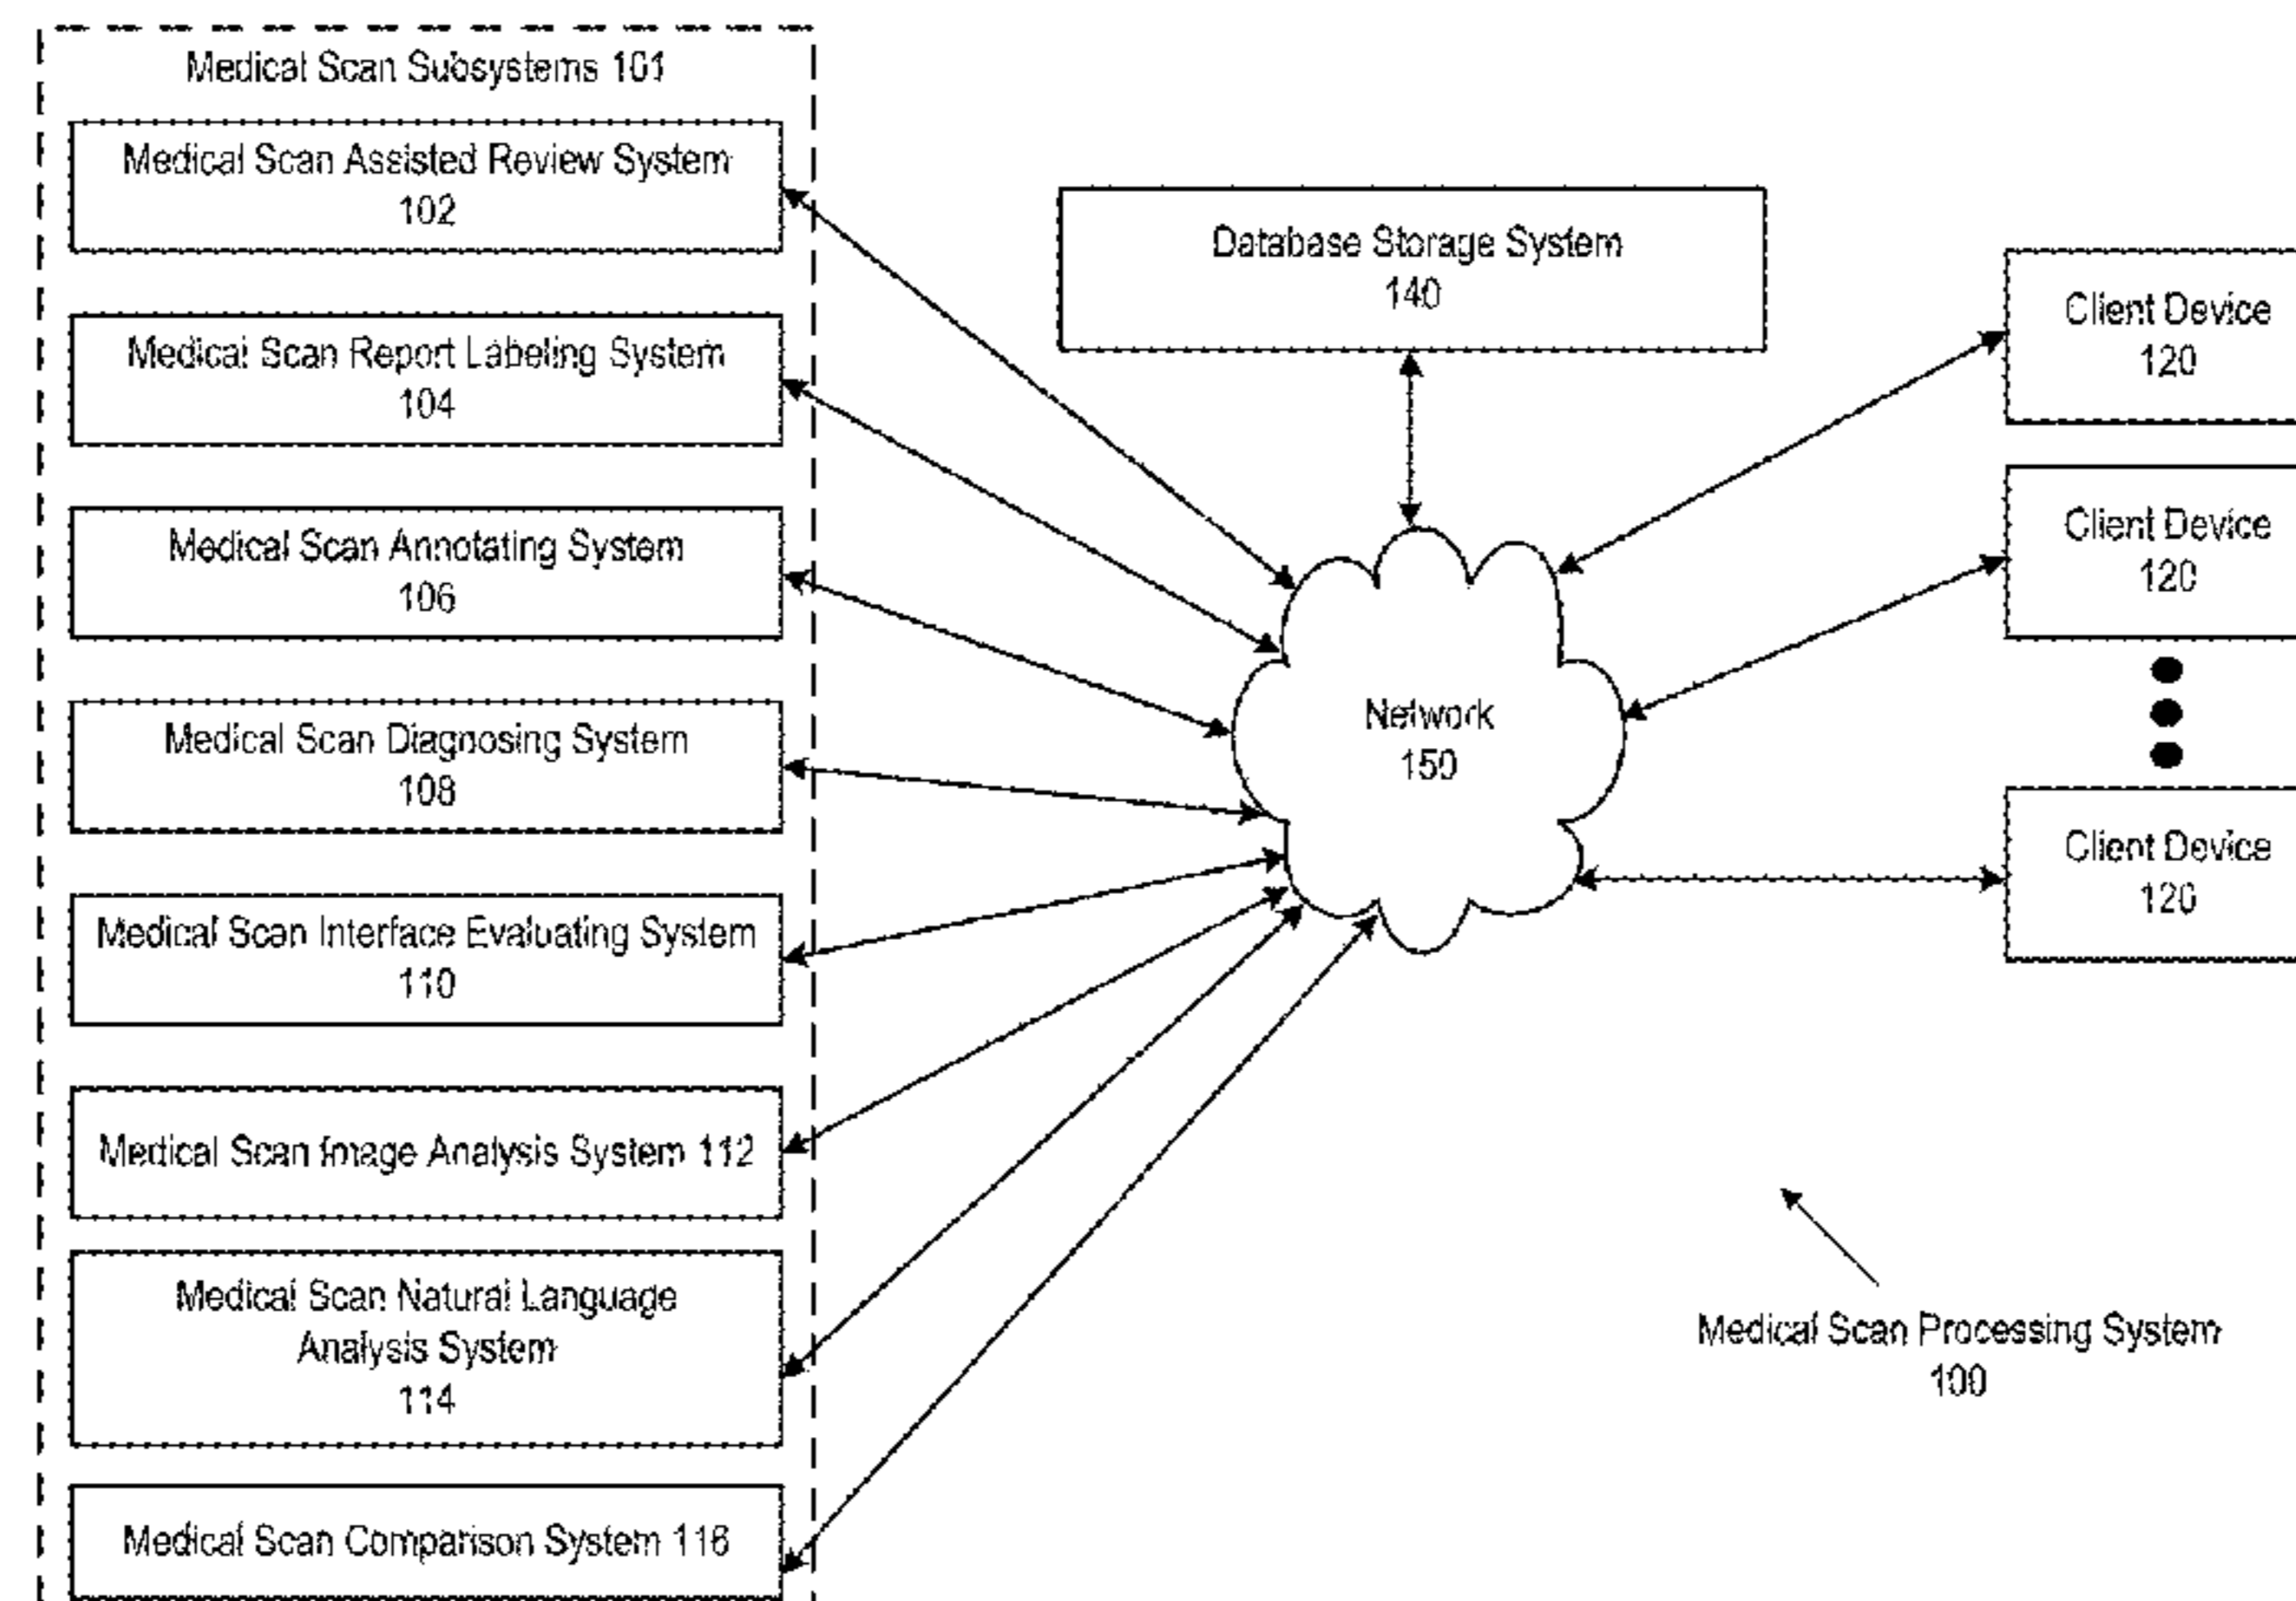 Medical Scan Subsystems 101
Medical Scan Assisted Review System
102
Medical Scan Report Labeling System
104
Medical Scan Annotating System
106
Medical Scan Diagnosing System
108
Medical Scan Interface Evaluating System
110
Medical Scan Image Analysis System 112
Medical Scan Natural Language
Analysis System
114
Medical Scan Comparison System 116
Database Storage System
140
Network
150
Client Device
120
Client Device
120
Client Device
120
Medical Scan Processing System
100